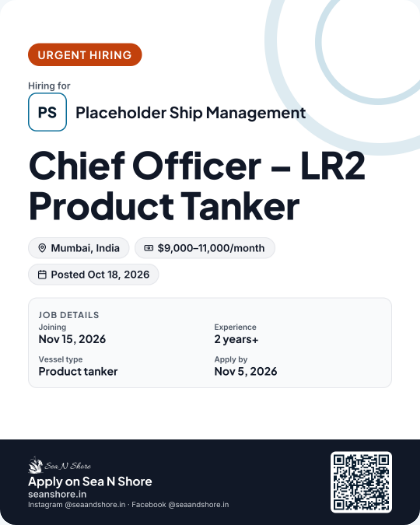 URGENT HIRING
Hiring for
PS
Placeholder Ship Management
Chief Officer – LR2
Product Tanker
Mumbai, India
$9,000–11,000/month
Posted Oct 18, 2026
JOB DETAILS
Joining
Experience
Nov 15, 2026
2 years+
Vessel type
Apply by
Product tanker
Nov 5, 2026
Sea N Shore
Apply on Sea N Shore
seanshore.in
Instagram @seaandshore.in · Facebook @seaandshore.in